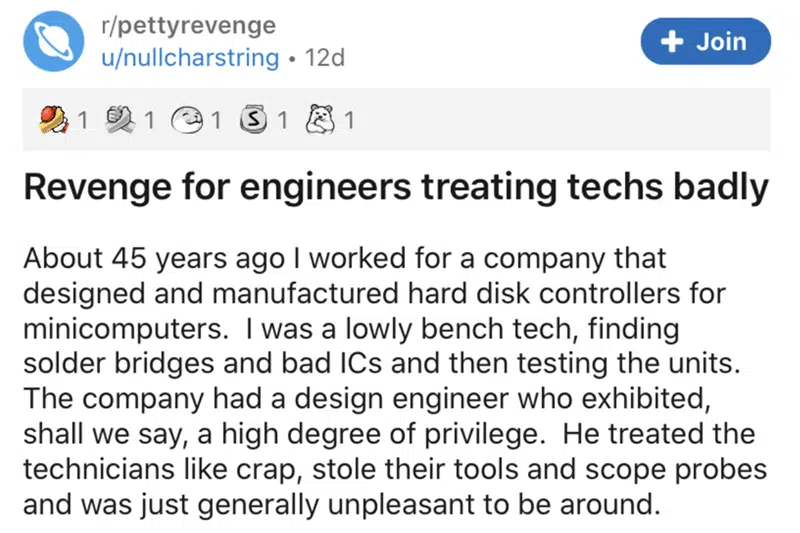 r/pettyrevenge
u/nullcharstring • 12d
+ Join
1 1 1 S 1 1
Revenge for engineers treating techs badly
About 45 years ago I worked for a company that
designed and manufactured hard disk controllers for
minicomputers.  I was a lowly bench tech, finding
solder bridges and bad ICs and then testing the units.
The company had a design engineer who exhibited,
shall we say, a high degree of privilege.  He treated the
technicians like crap, stole their tools and scope probes
and was just generally unpleasant to be around.